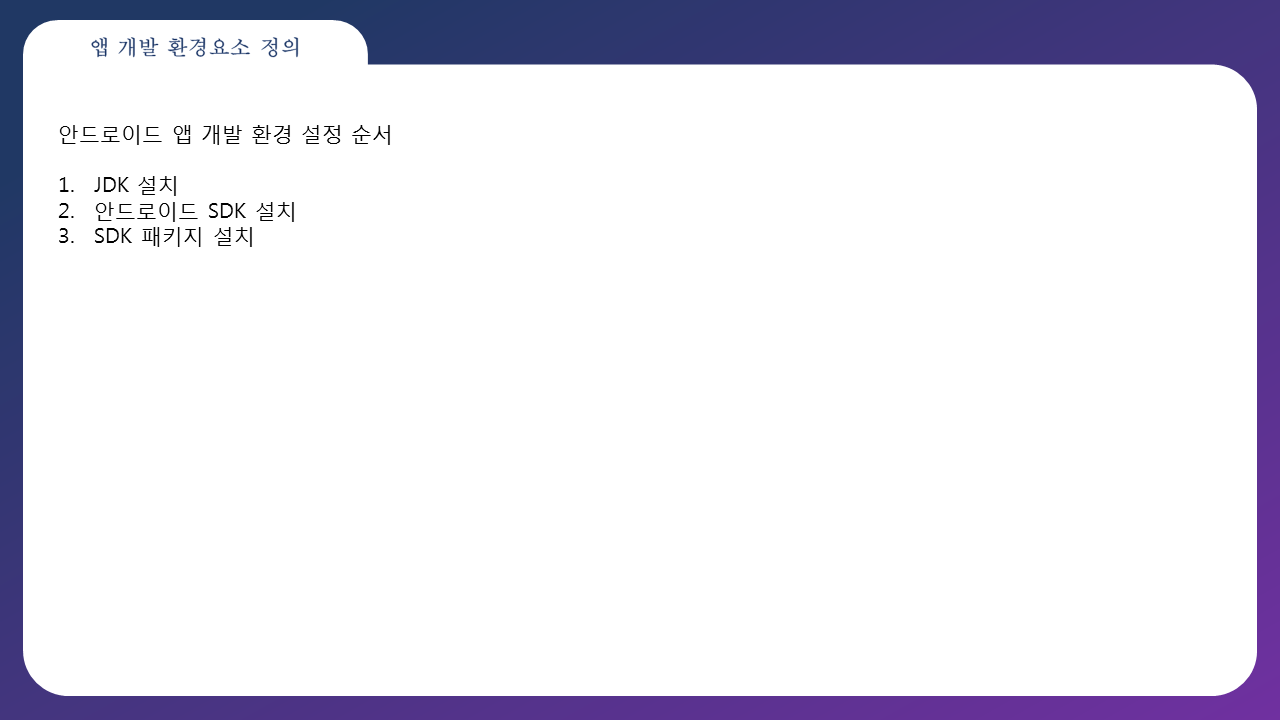 앱 개발 환경요소 정의
안드로이드 앱 개발 환경 설정 순서
1. JDK 설치
2. 안드로이드 SDK 설치
3. SDK 패키지 설치